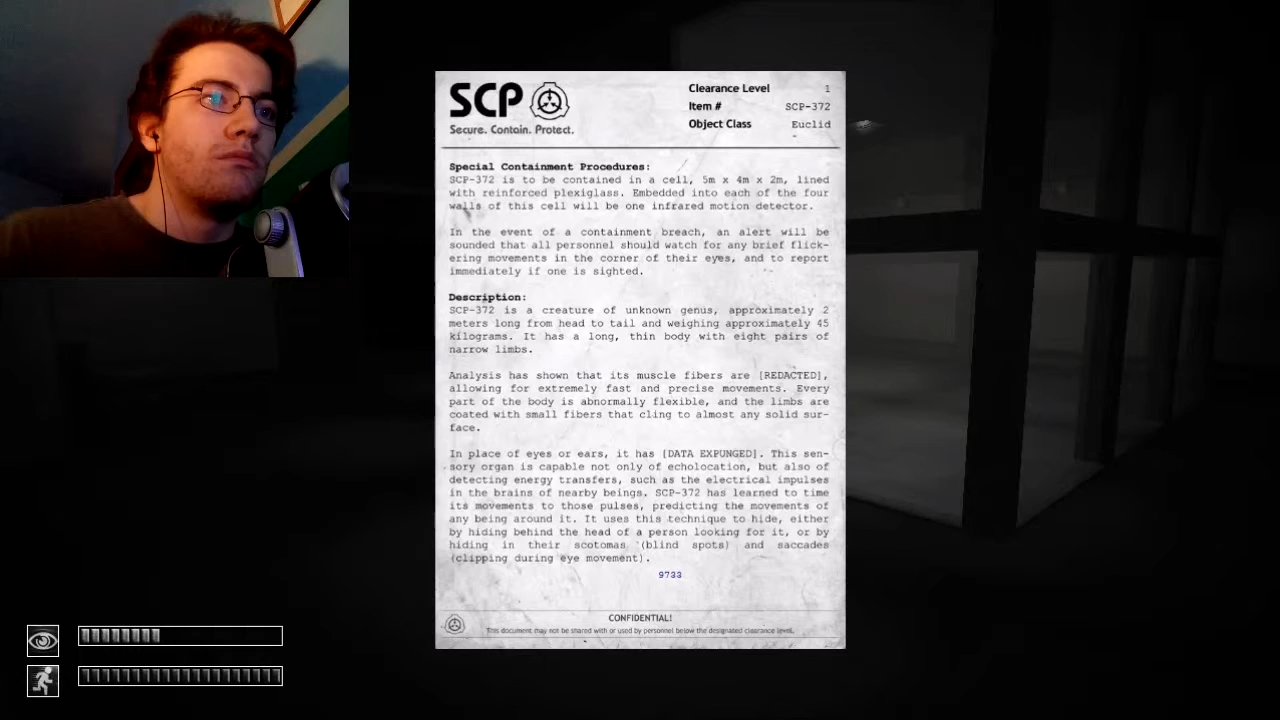 SCP
Secure. Contain. Protect.
Clearance Level 1
Item # SCP-372
Object Class Euclid
Special Containment Procedures:
SCP-372 is to be contained in a cell, 5m x 4m x 2m, lined
with reinforced plexiglass. Embedded into each of the four
walls of this cell will be one infrared motion detector.
In the event of a containment breach, an alert will be
sounded that all personnel should watch for any brief flick-
ering movements in the corner of their eyes, and to report
immediately if one is sighted.
Description:
SCP-372 is a creature of unknown genus, approximately 2
meters long from head to tail and weighing approximately 45
kilograms. It has a long, thin body with eight pairs of
narrow limbs.
Analysis has shown that its muscle fibers are [REDACTED],
allowing for extremely fast and precise movements. Every
part of the body is abnormally flexible, and the limbs are
coated with small fibers that cling to almost any solid sur-
face.
In place of eyes or ears, it has [DATA EXPUNGED]. This sen-
sory organ is capable not only of echolocation, but also of
detecting energy transfers, such as the electrical impulses
in the brains of nearby beings. SCP-372 has learned to time
its movements to those pulses, predicting the movements of
any being around it. It uses this technique to hide, either
by hiding behind the head of a person looking for it, or by
hiding in their scotomas (blind spots) and saccades
(clipping during eye movement).
9733
CONFIDENTIAL!
This document may not be shared with or used by personnel below the designated clearance level.